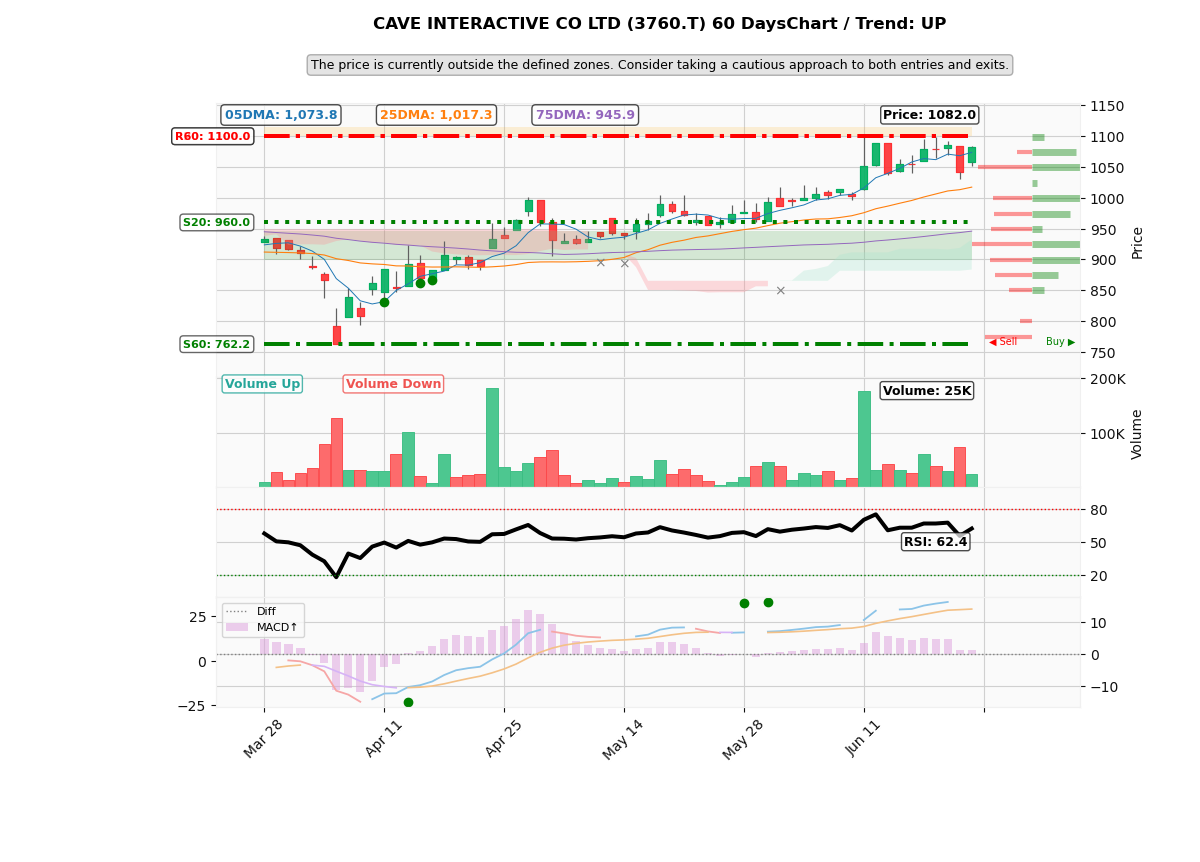 CAVE INTERACTIVE CO LTD (3760.T) 60 DaysChart / Trend: UP
The price is currently outside the defined zones. Consider taking a cautious approach to both entries and exits.
05DMA: 1,073.8
25DMA: 1,017.3
75DMA: 945.9
Price: 1082.0
R60: 1100.0
S20: 960.0
S60: 762.2
1150
1100
1050
1000
950
900
850
800
750
Price
◀ Sell
Buy ▶
Volume Up
Volume Down
Volume: 25K
200K
100K
Volume
80
50
20
RSI: 62.4
Diff
MACD↑
25
0
−25
10
0
−10
Mar 28
Apr 11
Apr 25
May 14
May 28
Jun 11